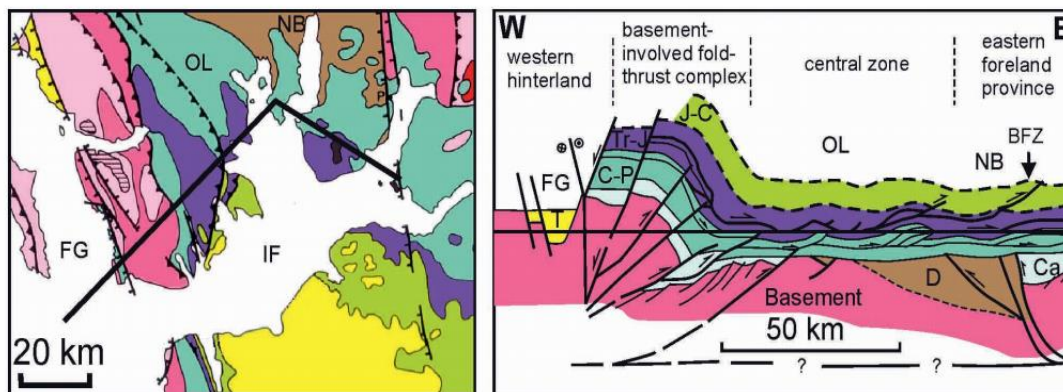 NB
OL
P
FG
IF
20 km
W
E
western
hinterland
basement-
involved fold-
thrust complex
central zone
eastern
foreland
province
J-C
Tr-J
C-P
FG
T
OL
NB
BFZ
D
Ca
Basement
50 km
?
?